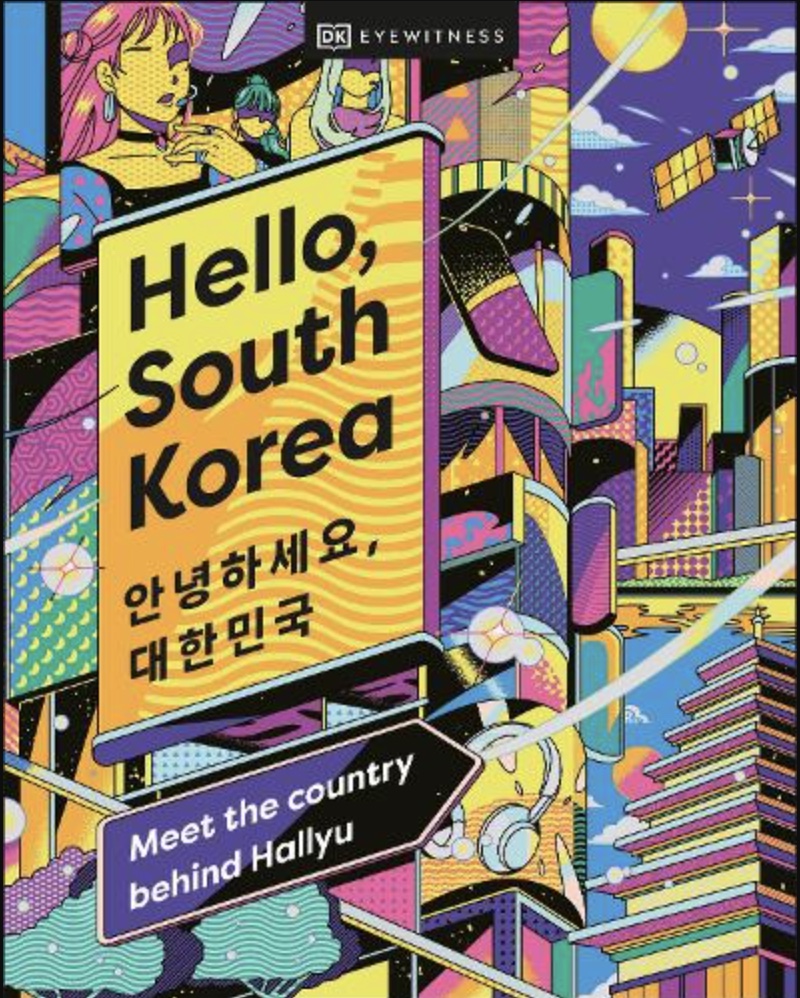 DK EYEWITNESS
Hello,
South
Korea
안녕하세요,
대한민국
Meet the country
behind Hallyu